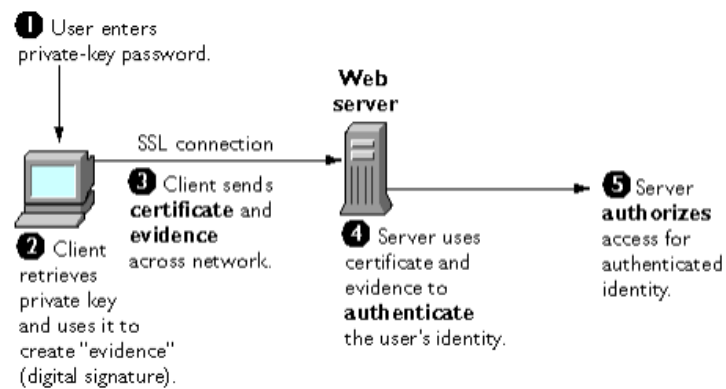 1 User enters
private-key password.
Web
server
SSL connection
3 Client sends
certificate and
evidence
across network.
2 Client
retrieves
private key
and uses it to
create "evidence"
(digital signature).
4 Server uses
certificate and
evidence to
authenticate
the user's identity.
5 Server
authorizes
access for
authenticated
identity.